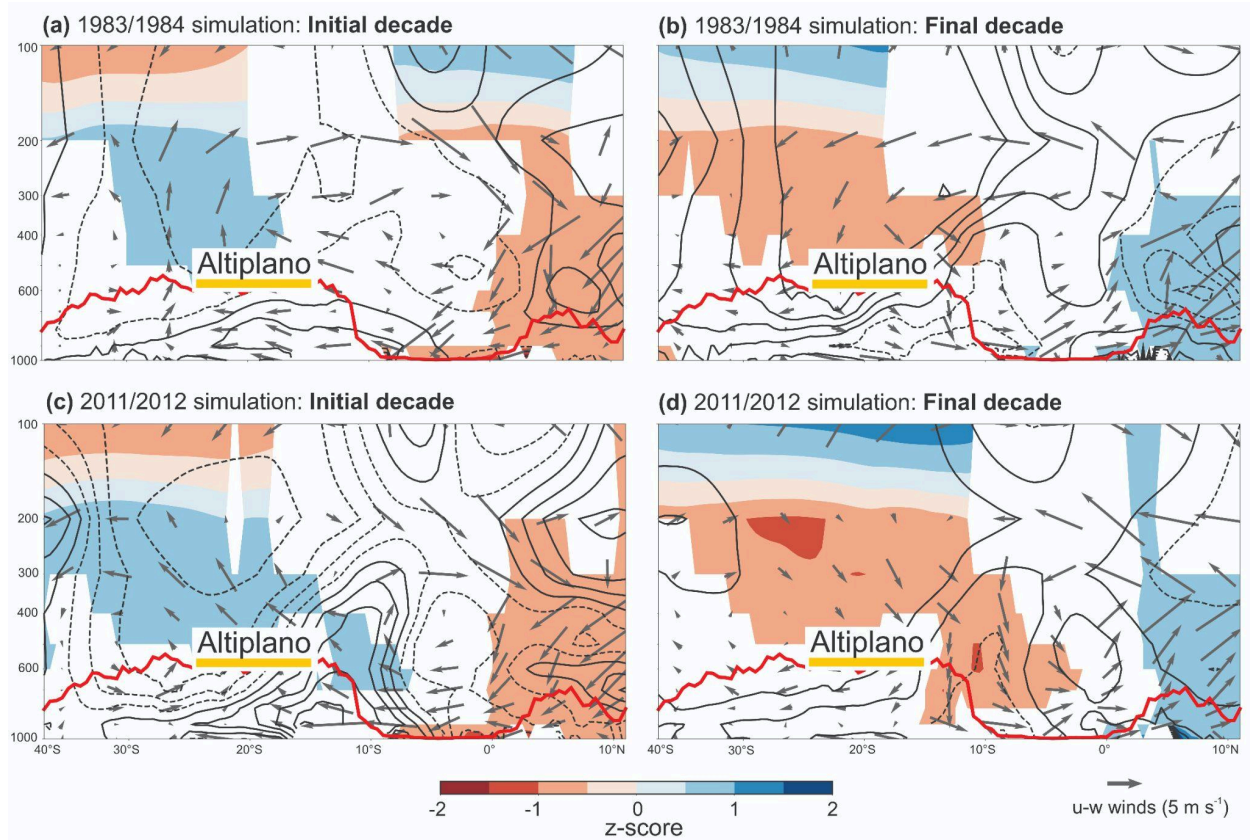 (a) 1983/1984 simulation: Initial decade
(b) 1983/1984 simulation: Final decade
100
200
300
400
600
1000
Altiplano
Altiplano
(c) 2011/2012 simulation: Initial decade
(d) 2011/2012 simulation: Final decade
100
200
300
400
600
1000
Altiplano
Altiplano
40°S 30°S 20°S 10°S 0° 10°N
40°S 30°S 20°S 10°S 0° 10°N
-2 -1 0 1 2
z-score
u-w winds (5 m s⁻¹)